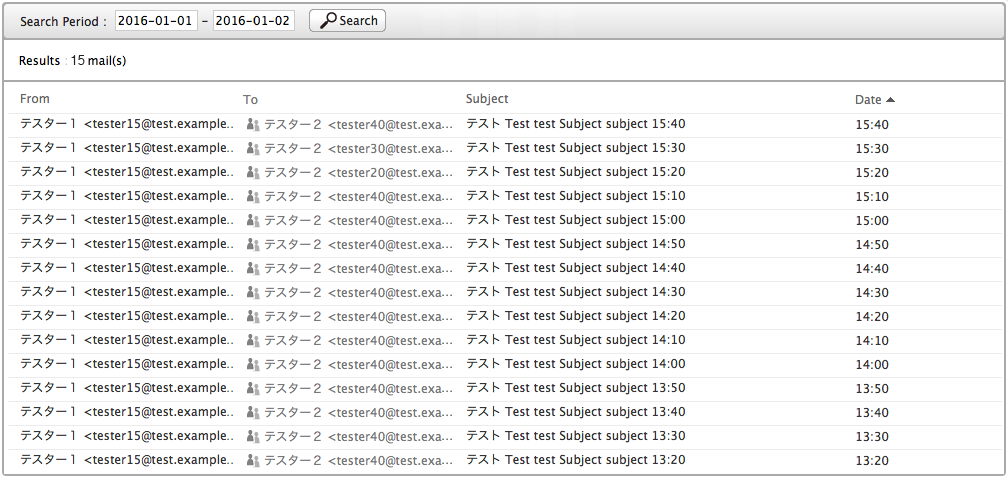 Search Period : 2016-01-01 - 2016-01-02 Search
Results : 15 mail(s)
From To Subject Date
テスター１ <tester15@test.example.. テスター２ <tester40@test.exa... テスト Test test Subject subject 15:40 15:40
テスター１ <tester15@test.example.. テスター２ <tester30@test.exa... テスト Test test Subject subject 15:30 15:30
テスター１ <tester15@test.example.. テスター２ <tester20@test.exa... テスト Test test Subject subject 15:20 15:20
テスター１ <tester15@test.example.. テスター２ <tester40@test.exa... テスト Test test Subject subject 15:10 15:10
テスター１ <tester15@test.example.. テスター２ <tester40@test.exa... テスト Test test Subject subject 15:00 15:00
テスター１ <tester15@test.example.. テスター２ <tester40@test.exa... テスト Test test Subject subject 14:50 14:50
テスター１ <tester15@test.example.. テスター２ <tester40@test.exa... テスト Test test Subject subject 14:40 14:40
テスター１ <tester15@test.example.. テスター２ <tester40@test.exa... テスト Test test Subject subject 14:30 14:30
テスター１ <tester15@test.example.. テスター２ <tester40@test.exa... テスト Test test Subject subject 14:20 14:20
テスター１ <tester15@test.example.. テスター２ <tester40@test.exa... テスト Test test Subject subject 14:10 14:10
テスター１ <tester15@test.example.. テスター２ <tester40@test.exa... テスト Test test Subject subject 14:00 14:00
テスター１ <tester15@test.example.. テスター２ <tester40@test.exa... テスト Test test Subject subject 13:50 13:50
テスター１ <tester15@test.example.. テスター２ <tester40@test.exa... テスト Test test Subject subject 13:40 13:40
テスター１ <tester15@test.example.. テスター２ <tester40@test.exa... テスト Test test Subject subject 13:30 13:30
テスター１ <tester15@test.example.. テスター２ <tester40@test.exa... テスト Test test Subject subject 13:20 13:20